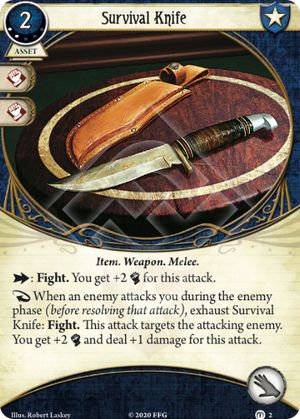 Survival Knife
2
ASSET
Item. Weapon. Melee.
: Fight. You get +2 for this attack.
When an enemy attacks you during the enemy
phase (before resolving that attack), exhaust Survival
Knife: Fight. This attack targets the attacking enemy.
You get +2 and deal +1 damage for this attack.
Illus. Robert Laskey
© 2020 FFG
2